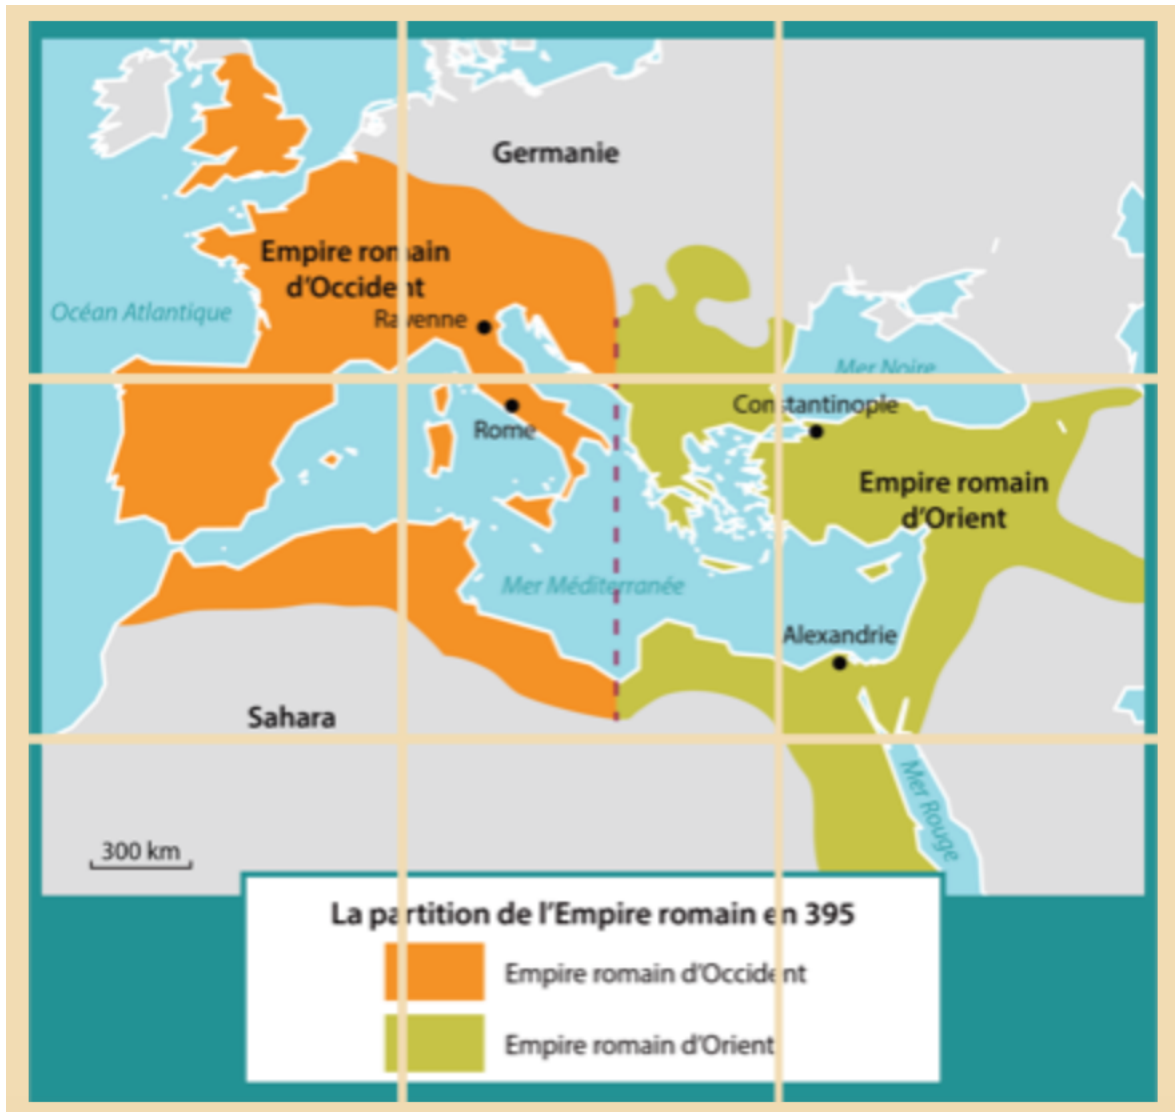 Germanie
Empire romain
d'Occident
Océan Atlantique
Ravenne
Mer Noire
Constantinople
Rome
Empire romain
d'Orient
Mer Méditerranée
Alexandrie
Sahara
Mer Rouge
300 km
La partition de l'Empire romain en 395
Empire romain d'Occident
Empire romain d'Orient